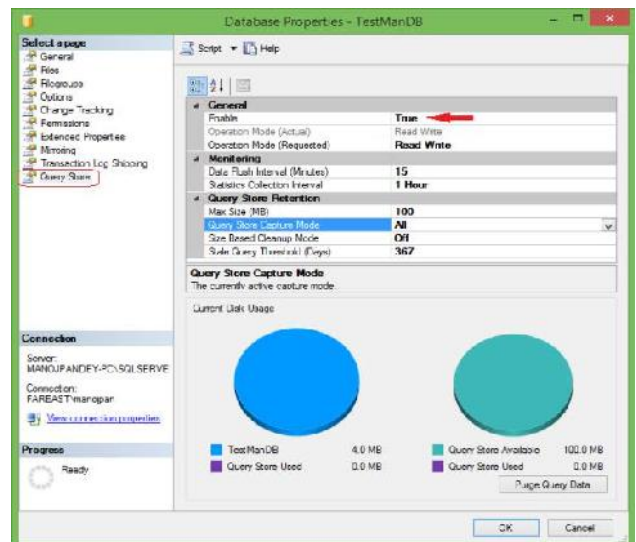 Database Properties - TestManDB
Select a page
General
Files
Filegroups
Options
Change Tracking
Permissions
Extended Properties
Mirroring
Transaction Log Shipping
Query Store
Script
Help
General
Enable True
Operation Mode (Actual) Read Write
Operation Mode (Requested) Read Write
Monitoring
Data Flush Interval (Minutes) 15
Statistics Collection Interval 1 Hour
Query Store Retention
Max Size (MB) 100
Query Store Capture Mode All
Size Based Cleanup Mode Off
Stale Query Threshold (Days) 367
Query Store Capture Mode
The currently active capture mode.
Current Disk Usage
TestManDB 4.0 MB
Query Store Used 0.0 MB
Query Store Available 100.0 MB
Query Store Used 0.0 MB
Purge Query Data
Connection
Server:
MANOJPANDEY-PC\SQLSERVE
Connection:
FAREAST\manojpan
View connection properties
Progress
Ready
OK
Cancel